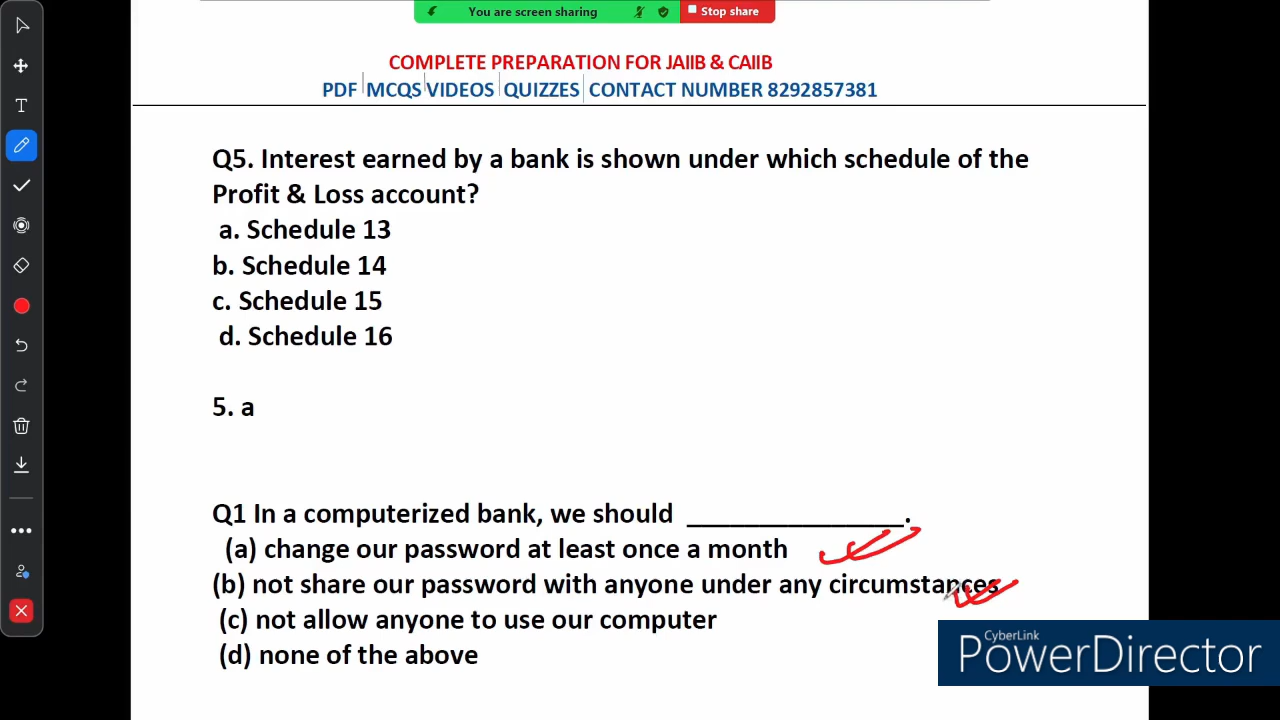 You are screen sharing Stop share
COMPLETE PREPARATION FOR JAIIB & CAIIB
PDF MCQS VIDEOS QUIZZES CONTACT NUMBER 8292857381
Q5. Interest earned by a bank is shown under which schedule of the
Profit & Loss account?
a. Schedule 13
b. Schedule 14
c. Schedule 15
d. Schedule 16
5. a
Q1 In a computerized bank, we should _______________.
(a) change our password at least once a month
(b) not share our password with anyone under any circumstances
(c) not allow anyone to use our computer
(d) none of the above
CyberLink
PowerDirector